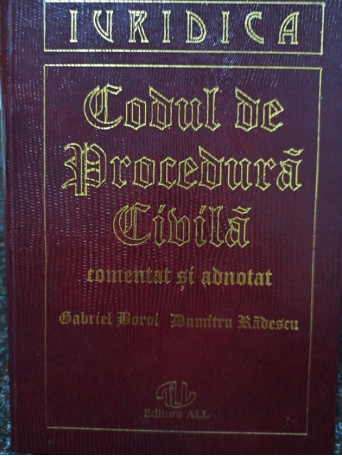 IURIDICA
Codul de
Procedură
Civilă
comentat și adnotat
Gabriel Boroi Dumitru Rădescu
ALL
Editura ALL